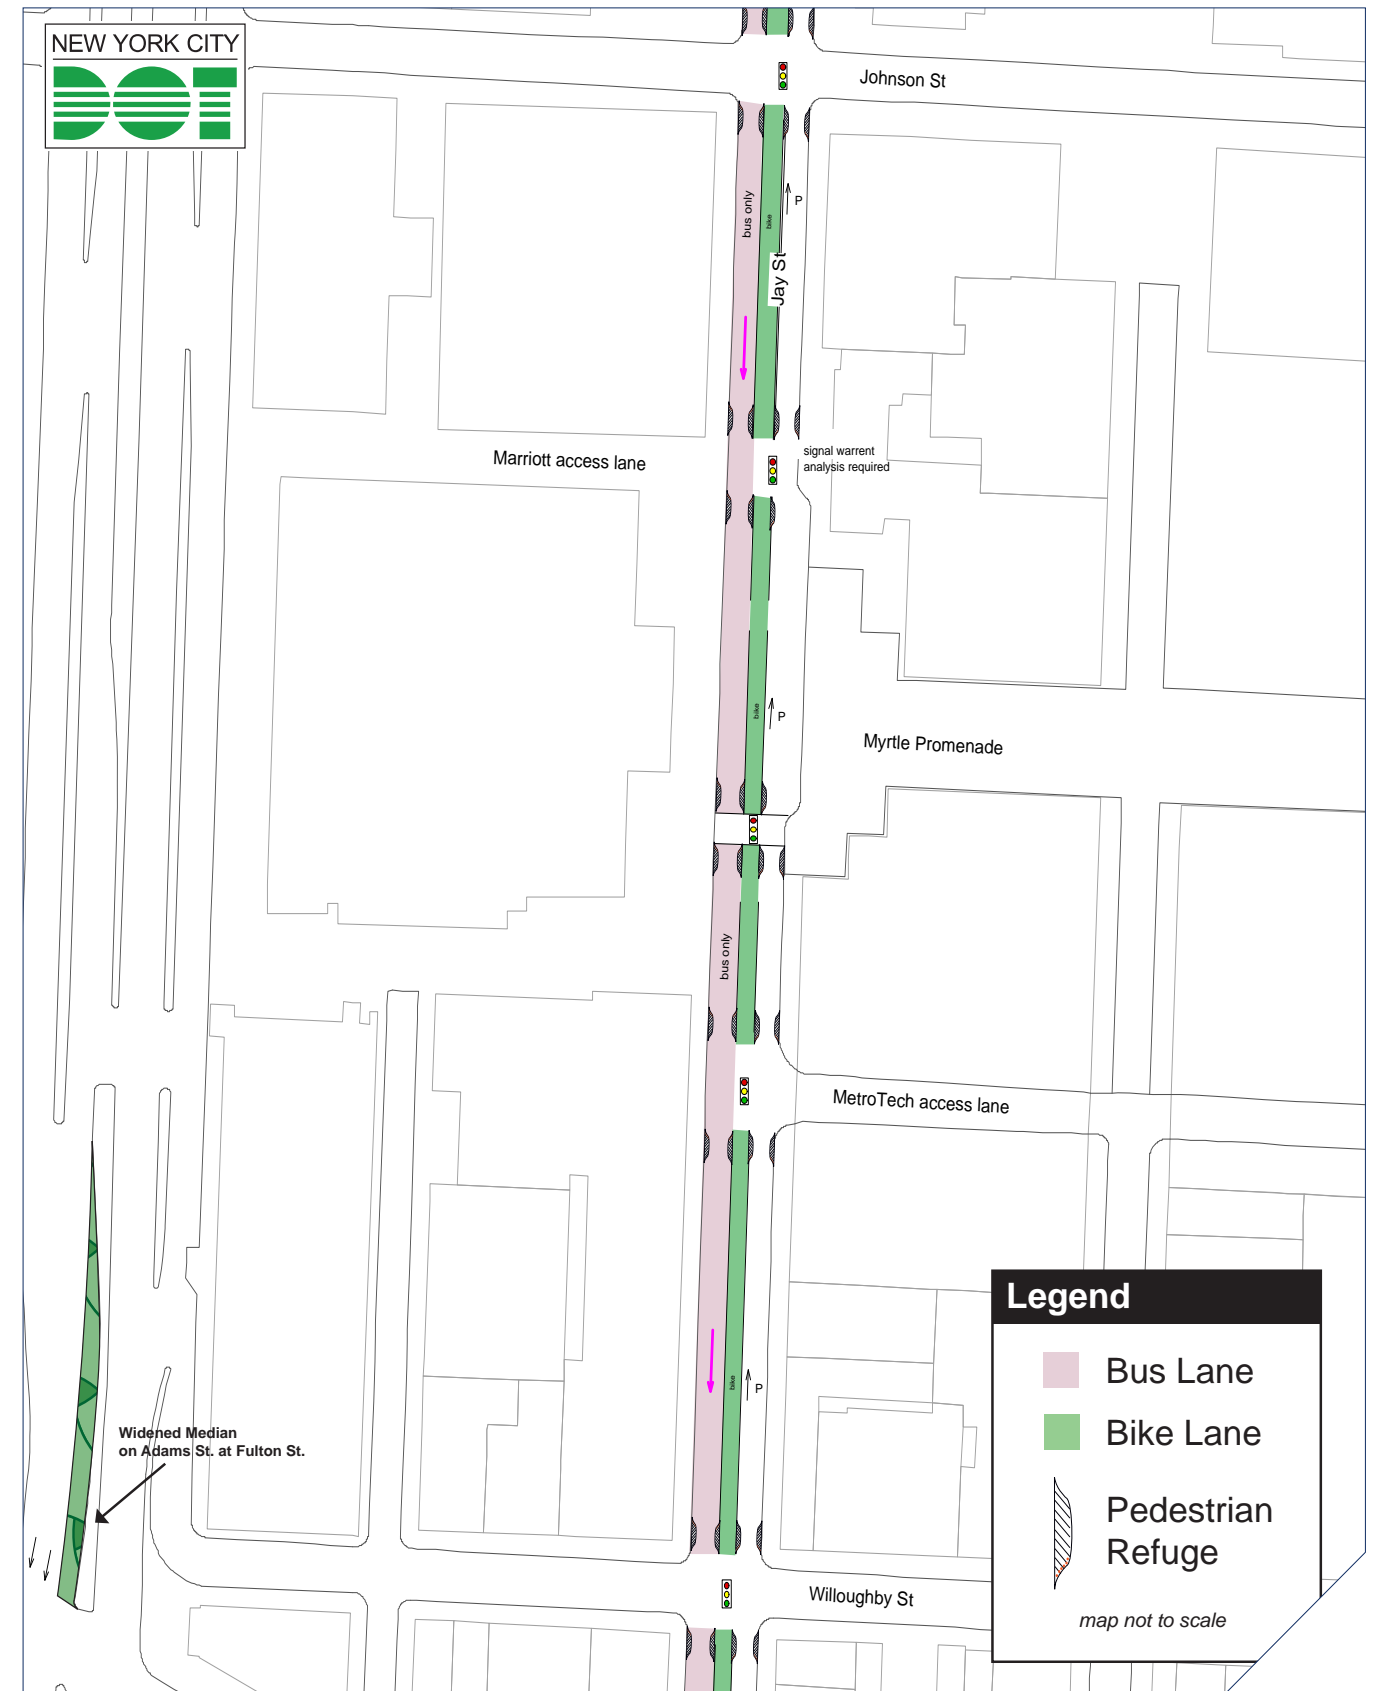 NEW YORK CITY
DOT
Johnson St
bus only
bike
P
Jay St
Marriott access lane
signal warrent
analysis required
bike
P
Myrtle Promenade
bus only
MetroTech access lane
bike
P
Widened Median
on Adams St. at Fulton St.
Willoughby St
Legend
Bus Lane
Bike Lane
Pedestrian
Refuge
map not to scale